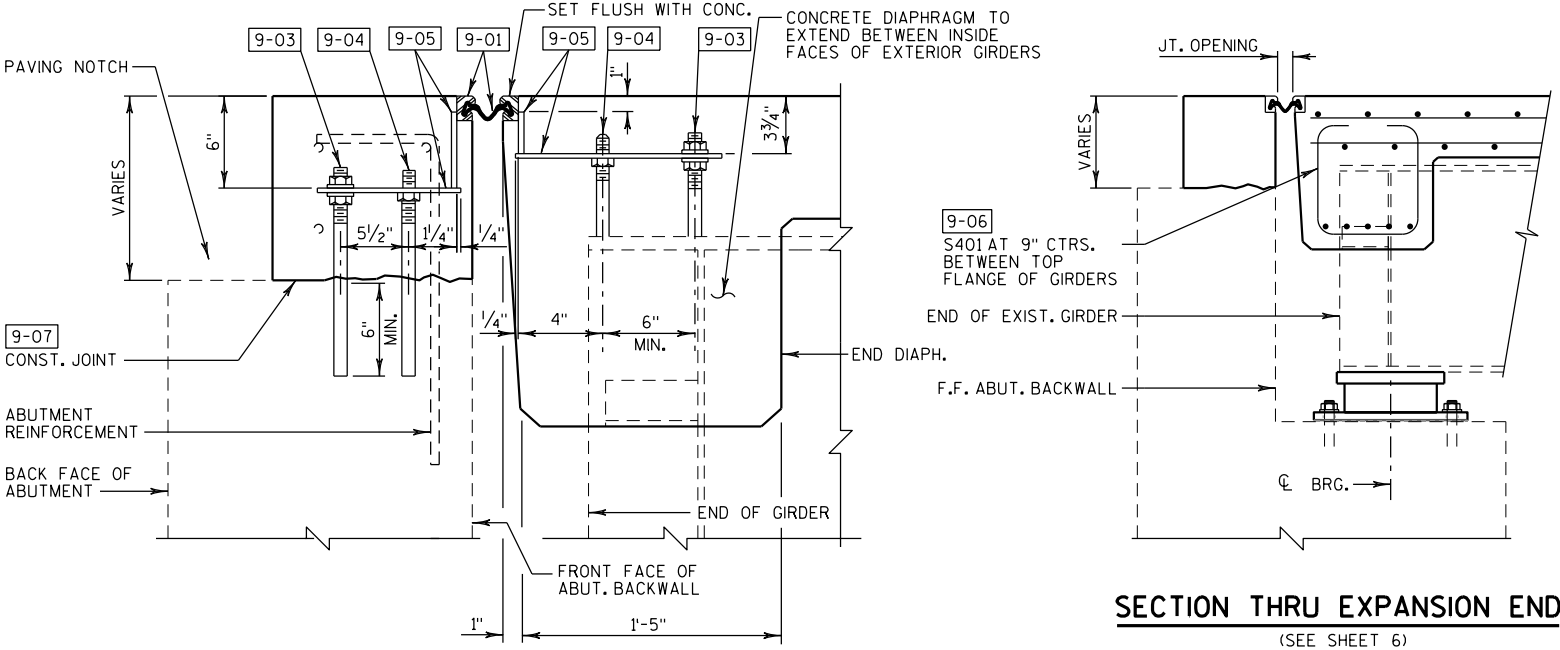 SET FLUSH WITH CONC.
CONCRETE DIAPHRAGM TO
EXTEND BETWEEN INSIDE
FACES OF EXTERIOR GIRDERS
9-03
9-04
9-05
9-01
9-05
9-04
9-03
PAVING NOTCH
1"
6"
3¾"
VARIES
5½"
1¼"
¼"
¼"
4"
6"
MIN.
6"
MIN.
9-07
CONST. JOINT
END DIAPH.
ABUTMENT
REINFORCEMENT
BACK FACE OF
ABUTMENT
END OF GIRDER
FRONT FACE OF
ABUT. BACKWALL
1"
1'-5"
JT. OPENING
VARIES
9-06
S401 AT 9" CTRS.
BETWEEN TOP
FLANGE OF GIRDERS
END OF EXIST. GIRDER
F.F. ABUT. BACKWALL
℄ BRG.
SECTION THRU EXPANSION END
(SEE SHEET 6)